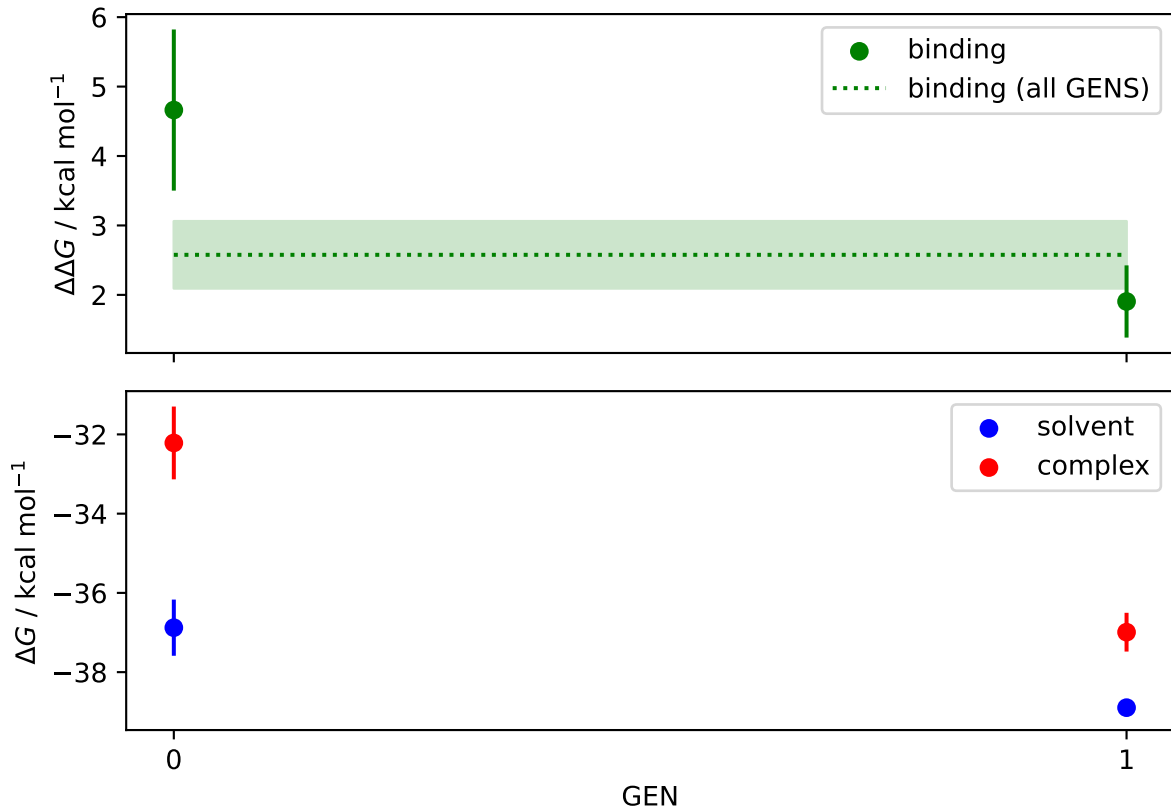 6
5
4
3
2
ΔΔG / kcal mol⁻¹
binding
binding (all GENS)
−32
−34
−36
−38
ΔG / kcal mol⁻¹
solvent
complex
0
1
GEN